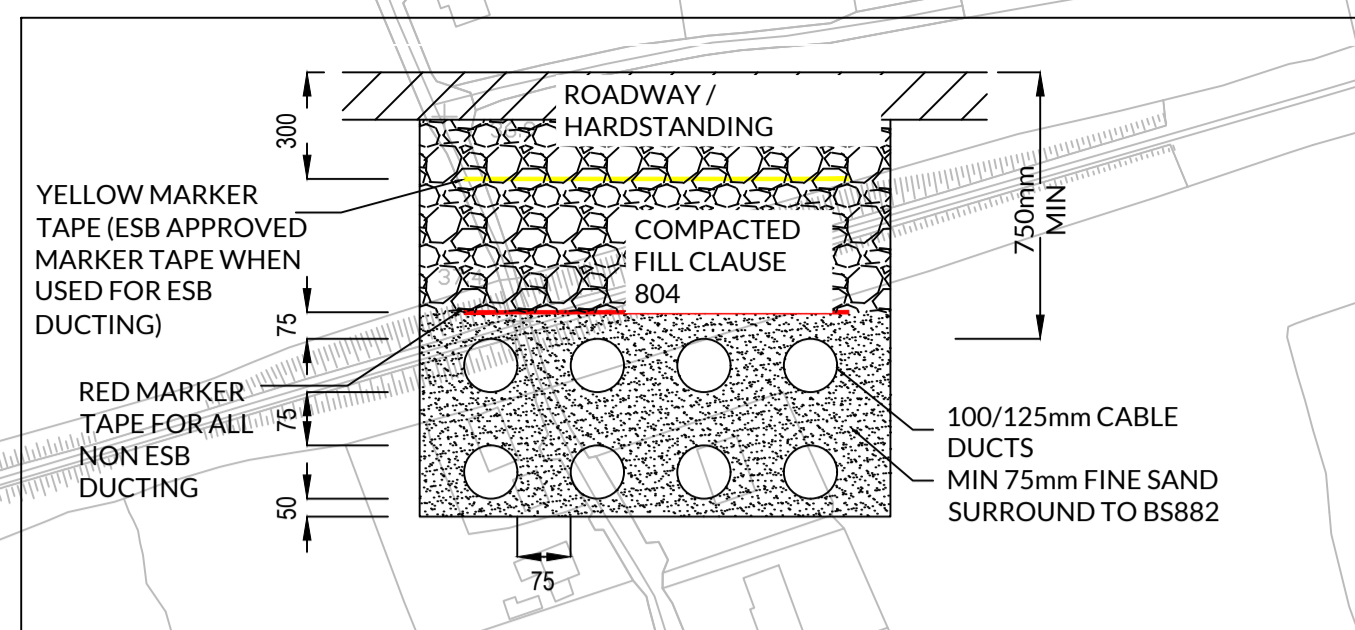 ROADWAY /
HARDSTANDING
300
YELLOW MARKER
TAPE (ESB APPROVED
MARKER TAPE WHEN
USED FOR ESB
DUCTING)
COMPACTED
FILL CLAUSE
804
750mm
MIN
75
RED MARKER
TAPE FOR ALL
NON ESB
DUCTING
75
50
75
100/125mm CABLE
DUCTS
MIN 75mm FINE SAND
SURROUND TO BS882